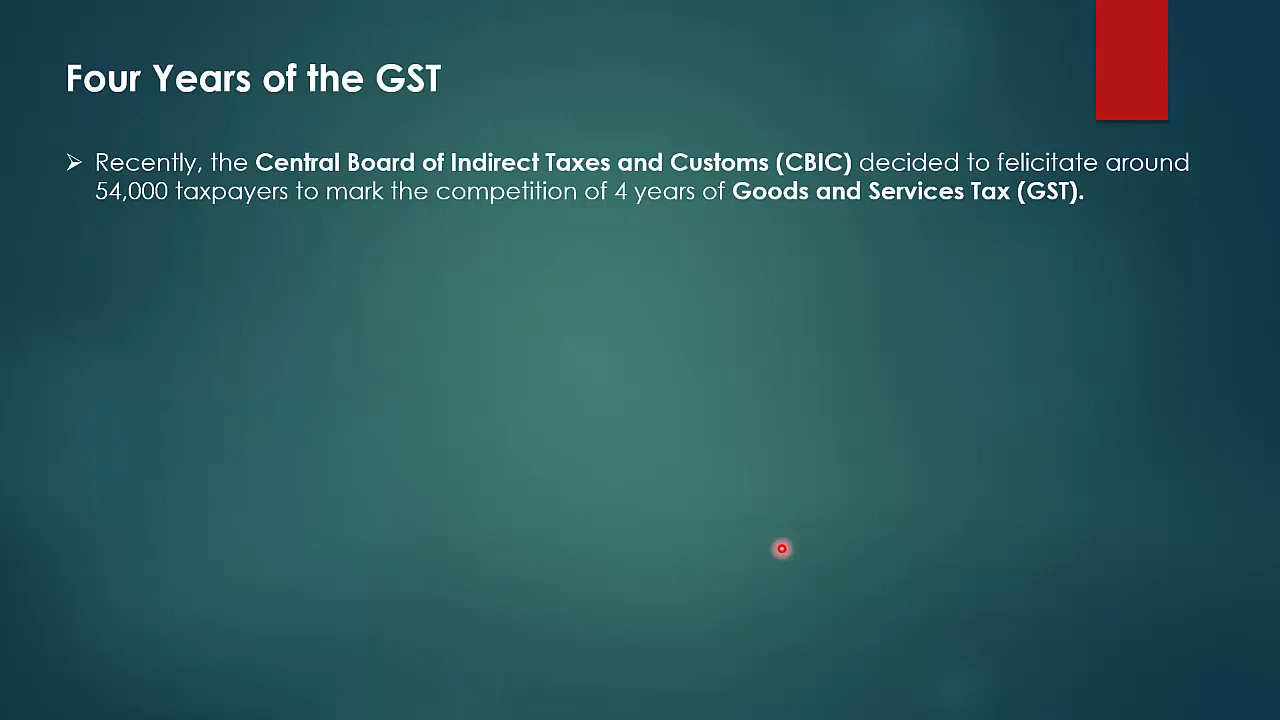 Four Years of the GST
Recently, the Central Board of Indirect Taxes and Customs (CBIC) decided to felicitate around
54,000 taxpayers to mark the competition of 4 years of Goods and Services Tax (GST).